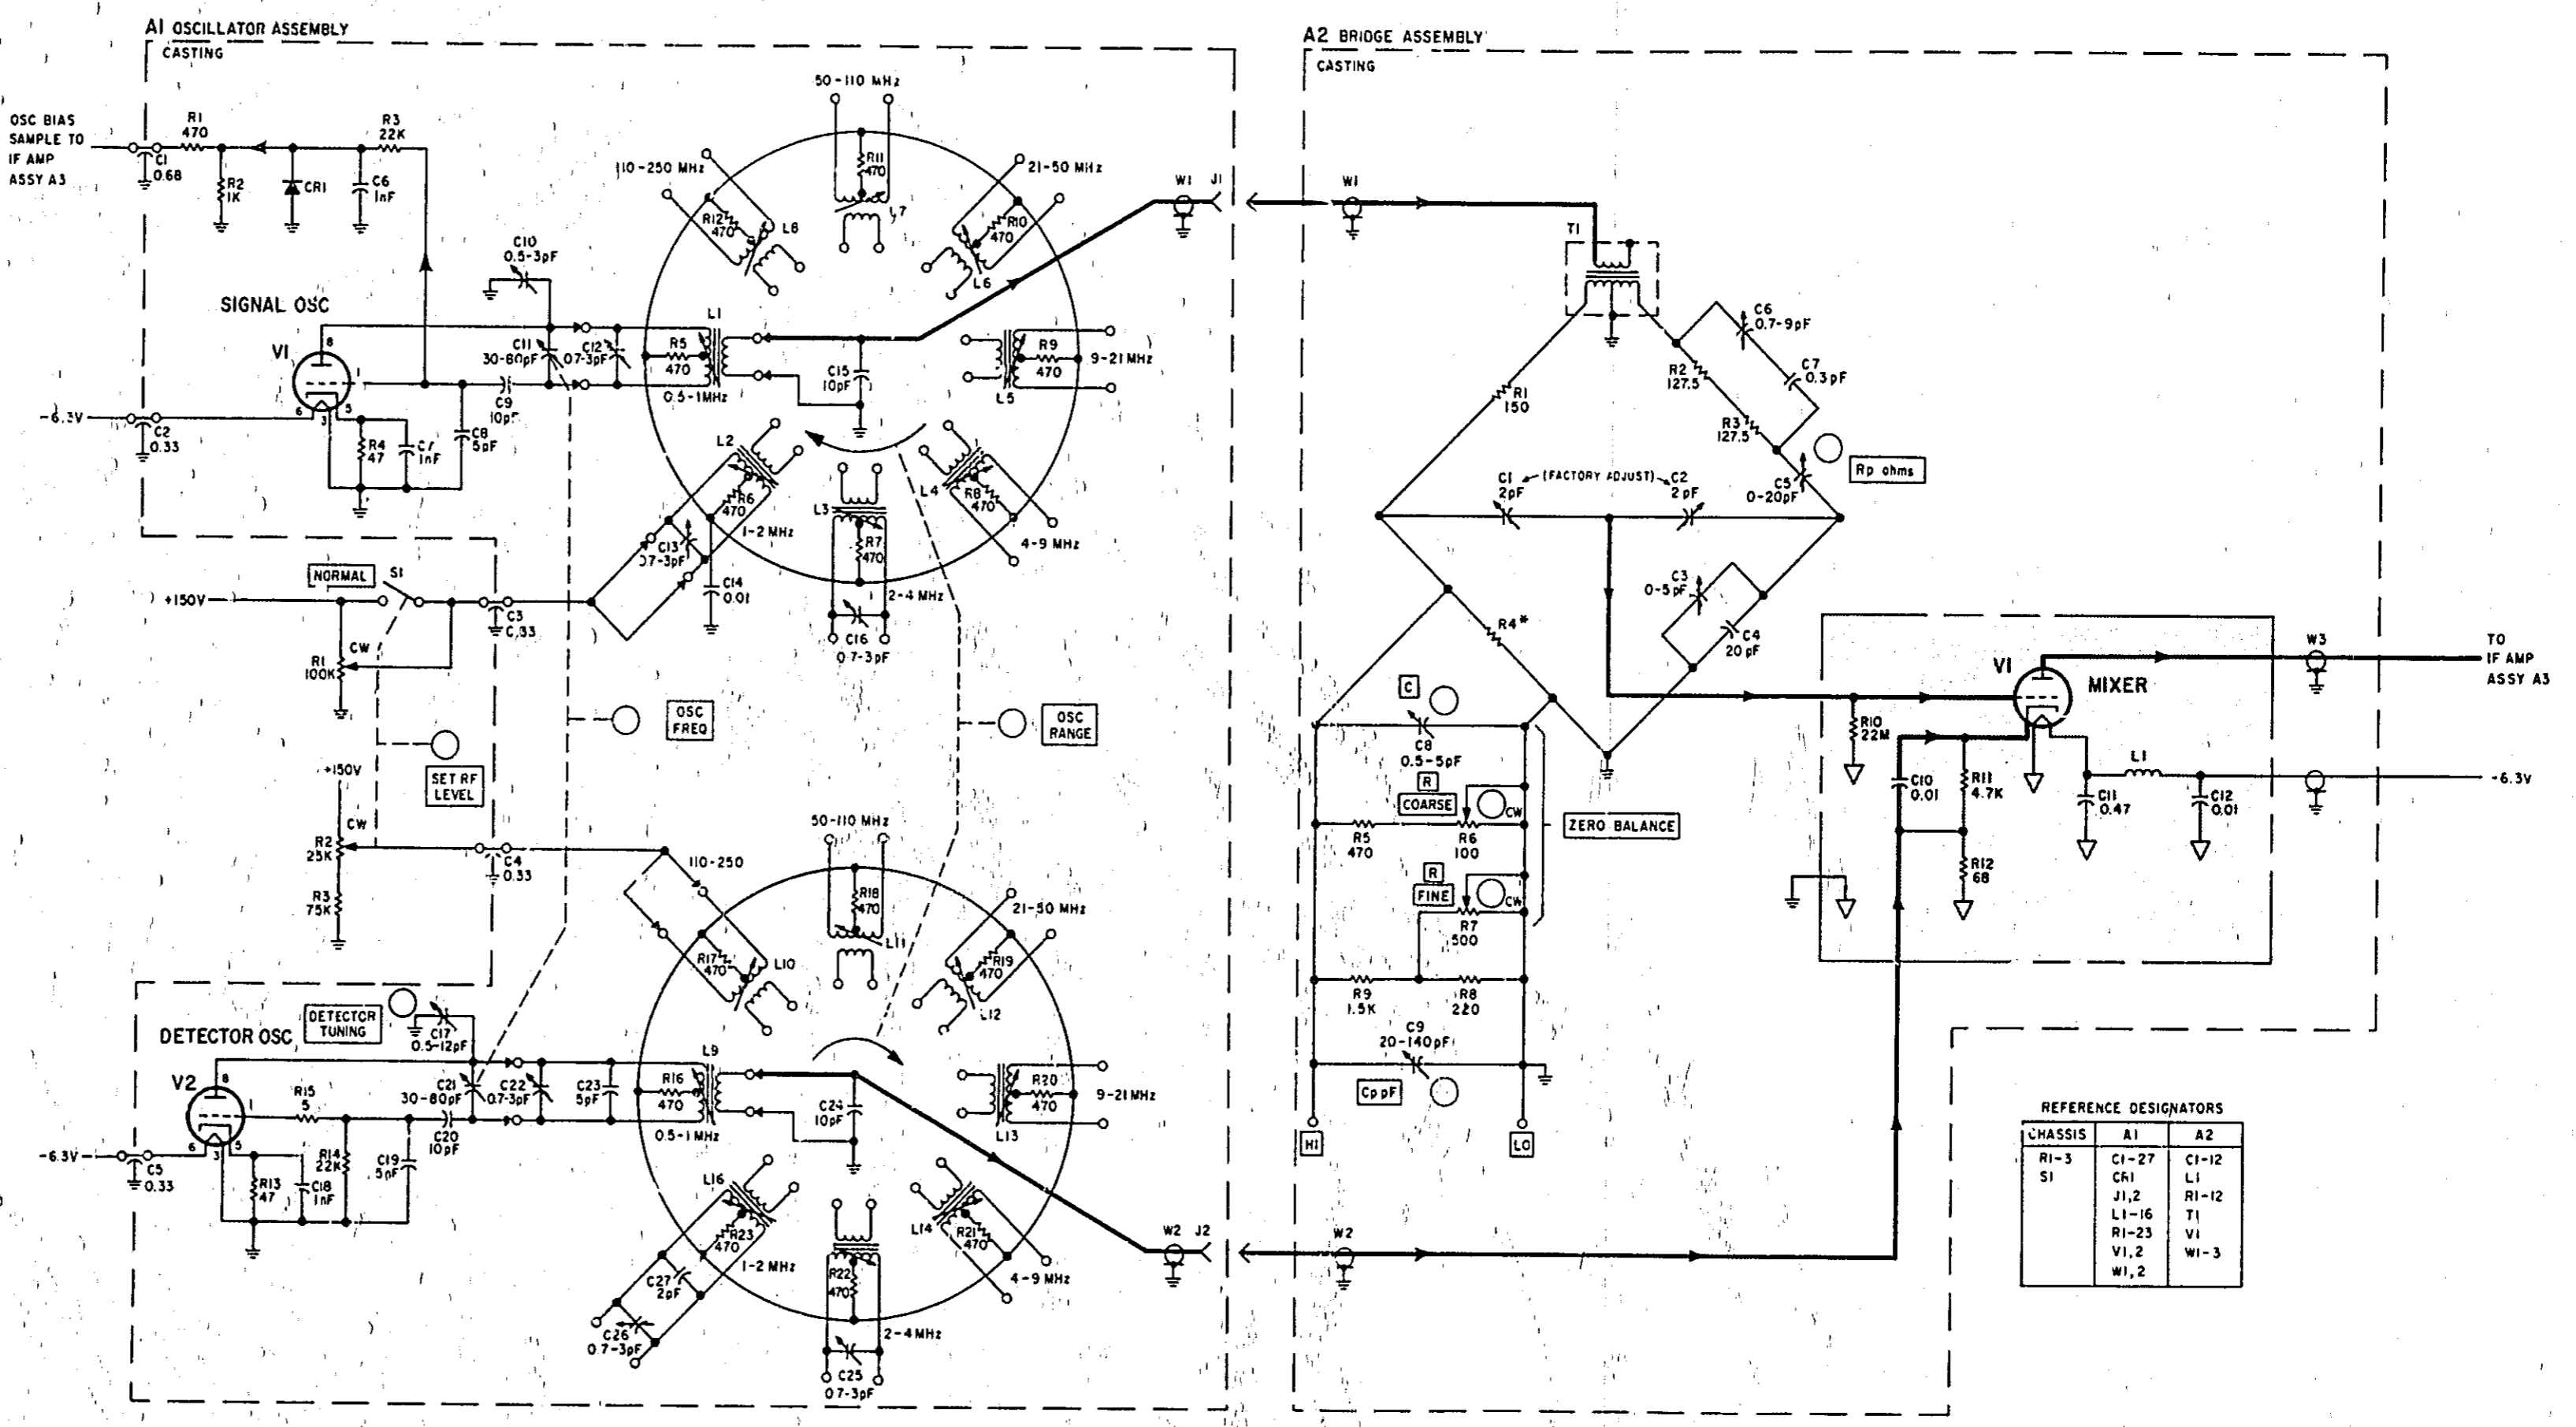 A1 OSCILLATOR ASSEMBLY
CASTING
OSC BIAS
SAMPLE TO
IF AMP
ASSY A3
C1
0.68
R1
470
R2
1K
CR1
C6
1nF
R3
22K
SIGNAL OSC
V1
8
1
6
3
5
-6.3V
C2
0.33
R4
47
C7
1nF
C8
5pF
C9
10pF
C10
0.5-3pF
C11
30-80pF
C12
0.7-3pF
R5
470
L1
0.5-1MHz
50-110 MHz
R11
470
L7
110-250 MHz
R12
470
L8
21-50 MHz
R10
470
L6
R9
470
9-21 MHz
L5
C15
10pF
L2
R6
470
1-2 MHz
C13
0.7-3pF
C14
0.01
L3
R7
470
2-4 MHz
C16
0.7-3pF
L4
R8
470
4-9 MHz
W1
J1
NORMAL
S1
+150V
C3
0.33
CW
R1
100K
SET RF
LEVEL
OSC
FREQ
OSC
RANGE
+150V
CW
R2
25K
R3
75K
C4
0.33
DETECTOR OSC
DETECTOR
TUNING
C17
0.5-12pF
V2
8
1
6
3
5
-6.3V
C5
0.33
R13
47
C18
1nF
R14
22K
R15
5
C19
5pF
C20
10pF
C21
30-80pF
C22
0.7-3pF
C23
5pF
R16
470
L9
0.5-1 MHz
110-250
R17
470
L10
50-110 MHz
R18
470
L11
21-50 MHz
R19
470
L12
R20
470
9-21 MHz
L13
C24
10pF
L16
R23
470
1-2 MHz
C27
2pF
C26
0.7-3pF
R22
470
2-4 MHz
C25
0.7-3pF
L14
R21
470
4-9 MHz
W2
J2
A2 BRIDGE ASSEMBLY
CASTING
W1
T1
R1
150
R2
127.5
R3
127.5
C6
0.7-9pF
C7
0.3pF
C5
0-20pF
Rp ohms
C1
2pF
(FACTORY ADJUST)
C2
2pF
C3
0-5pF
C4
20pF
R4*
C
C8
0.5-5pF
R
COARSE
CW
R5
470
R6
100
ZERO BALANCE
R
FINE
CW
R7
500
R9
1.5K
R8
220
C9
20-140pF
Cp pF
HI
LO
W2
V1
MIXER
R10
22M
C10
0.01
R11
4.7K
R12
68
L1
C11
0.47
C12
0.01
W3
TO
IF AMP
ASSY A3
-6.3V
REFERENCE DESIGNATORS
CHASSIS A1 A2
R1-3 C1-27 C1-12
S1 CR1 L1
J1,2 R1-12
L1-16 T1
R1-23 V1
V1,2 W1-3
W1,2